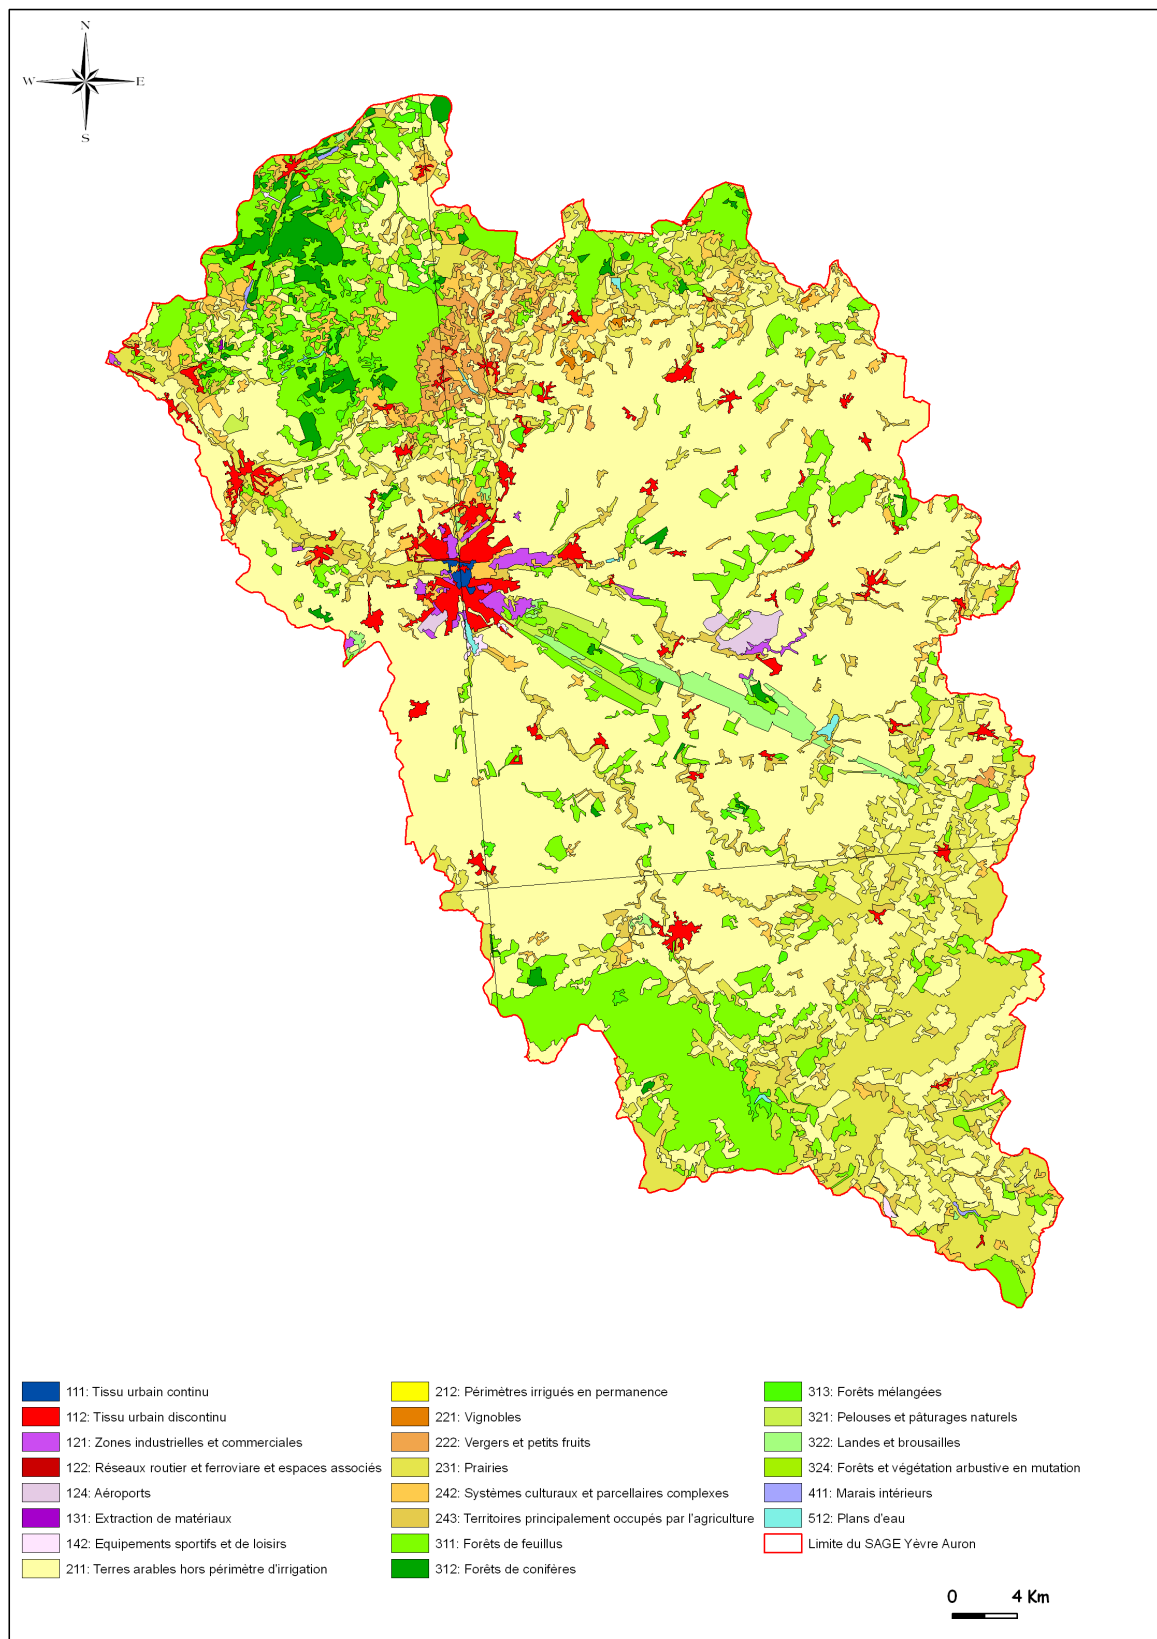 N
W E
S
111: Tissu urbain continu
112: Tissu urbain discontinu
121: Zones industrielles et commerciales
122: Réseaux routier et ferroviare et espaces associés
124: Aéroports
131: Extraction de matériaux
142: Equipements sportifs et de loisirs
211: Terres arables hors périmètre d'irrigation
212: Périmètres irrigués en permanence
221: Vignobles
222: Vergers et petits fruits
231: Prairies
242: Systèmes culturaux et parcellaires complexes
243: Territoires principalement occupés par l'agriculture
311: Forêts de feuillus
312: Forêts de conifères
313: Forêts mélangées
321: Pelouses et pâturages naturels
322: Landes et brousailles
324: Forêts et végétation arbustive en mutation
411: Marais intérieurs
512: Plans d'eau
Limite du SAGE Yèvre Auron
0 4 Km